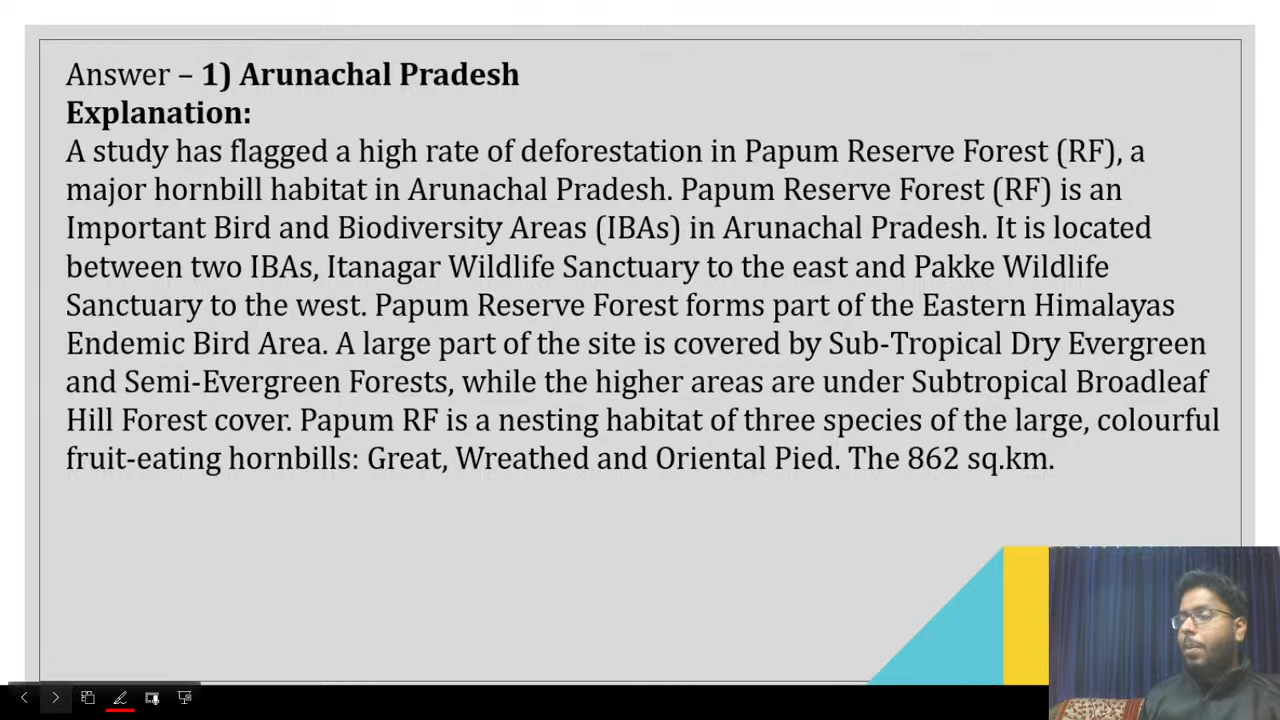 Answer – 1) Arunachal Pradesh
Explanation:
A study has flagged a high rate of deforestation in Papum Reserve Forest (RF), a
major hornbill habitat in Arunachal Pradesh. Papum Reserve Forest (RF) is an
Important Bird and Biodiversity Areas (IBAs) in Arunachal Pradesh. It is located
between two IBAs, Itanagar Wildlife Sanctuary to the east and Pakke Wildlife
Sanctuary to the west. Papum Reserve Forest forms part of the Eastern Himalayas
Endemic Bird Area. A large part of the site is covered by Sub-Tropical Dry Evergreen
and Semi-Evergreen Forests, while the higher areas are under Subtropical Broadleaf
Hill Forest cover. Papum RF is a nesting habitat of three species of the large, colourful
fruit-eating hornbills: Great, Wreathed and Oriental Pied. The 862 sq.km.